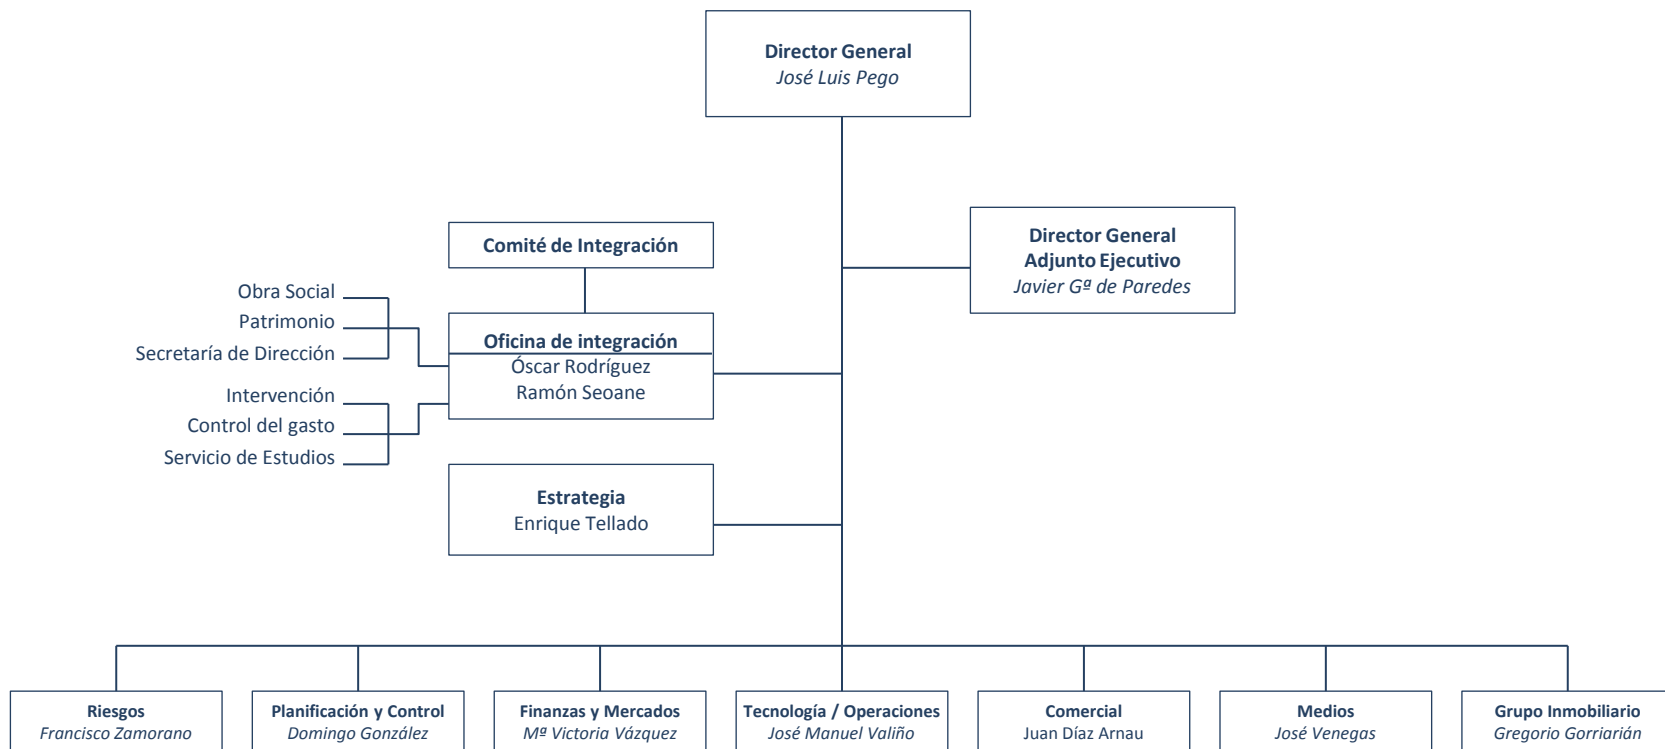 Director General
José Luis Pego
Director General
Adjunto Ejecutivo
Javier Gª de Paredes
Comité de Integración
Oficina de integración
Óscar Rodríguez
Ramón Seoane
Obra Social
Patrimonio
Secretaría de Dirección
Intervención
Control del gasto
Servicio de Estudios
Estrategia
Enrique Tellado
Riesgos
Francisco Zamorano
Planificación y Control
Domingo González
Finanzas y Mercados
Mª Victoria Vázquez
Tecnología / Operaciones
José Manuel Valiño
Comercial
Juan Díaz Arnau
Medios
José Venegas
Grupo Inmobiliario
Gregorio Gorriarián